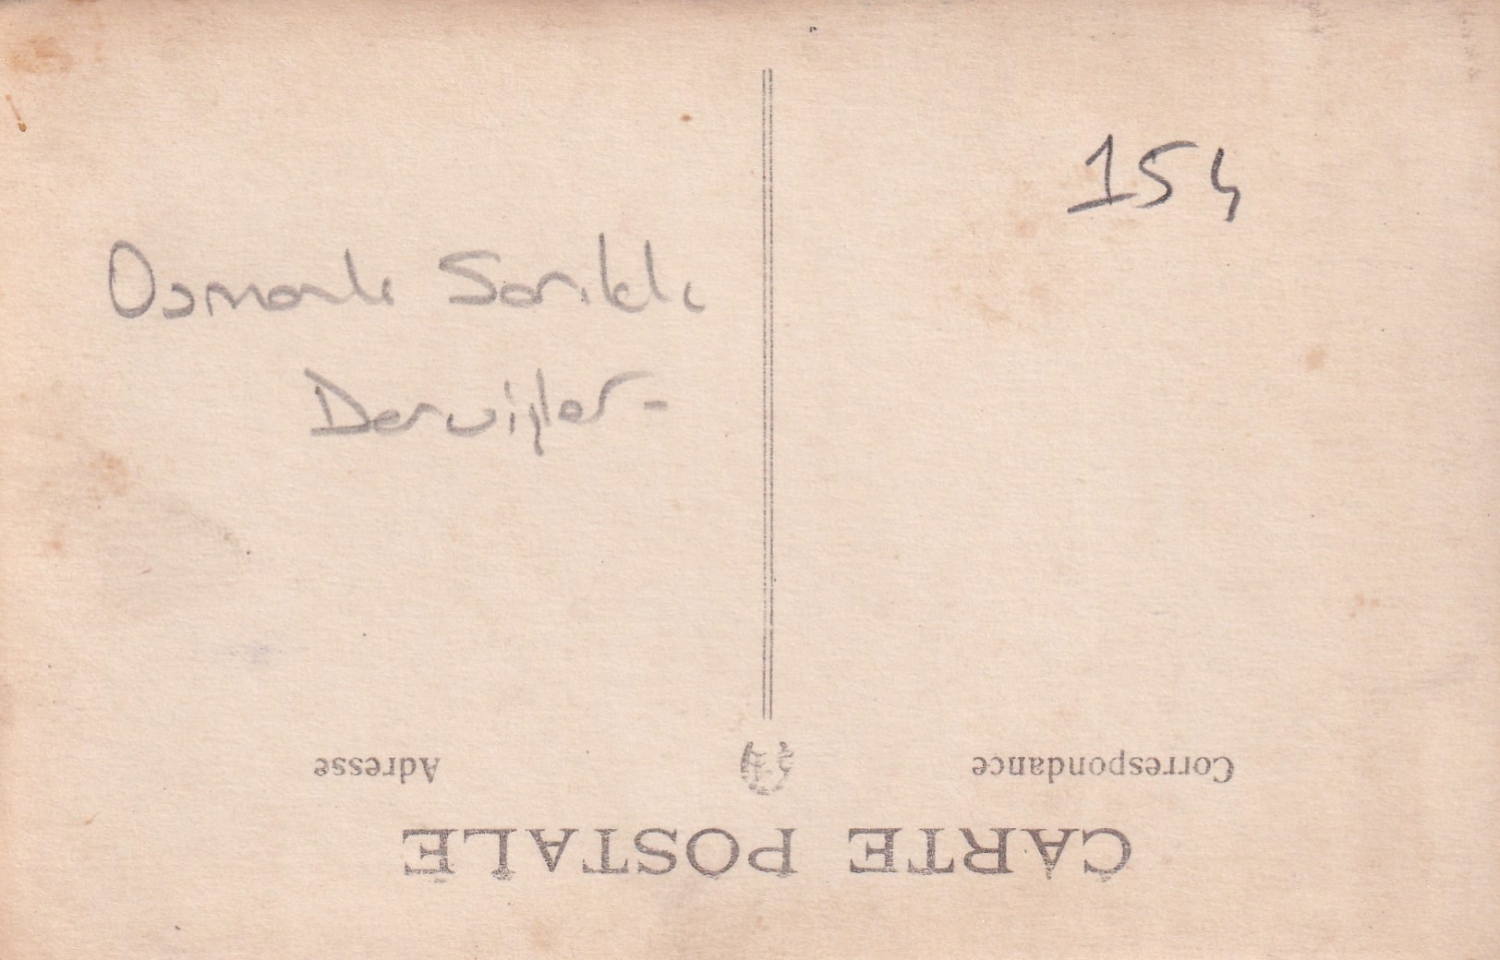 154
Osmanlı Sarıklı
Dervişler-
Adresse
Correspondance
CARTE POSTALE